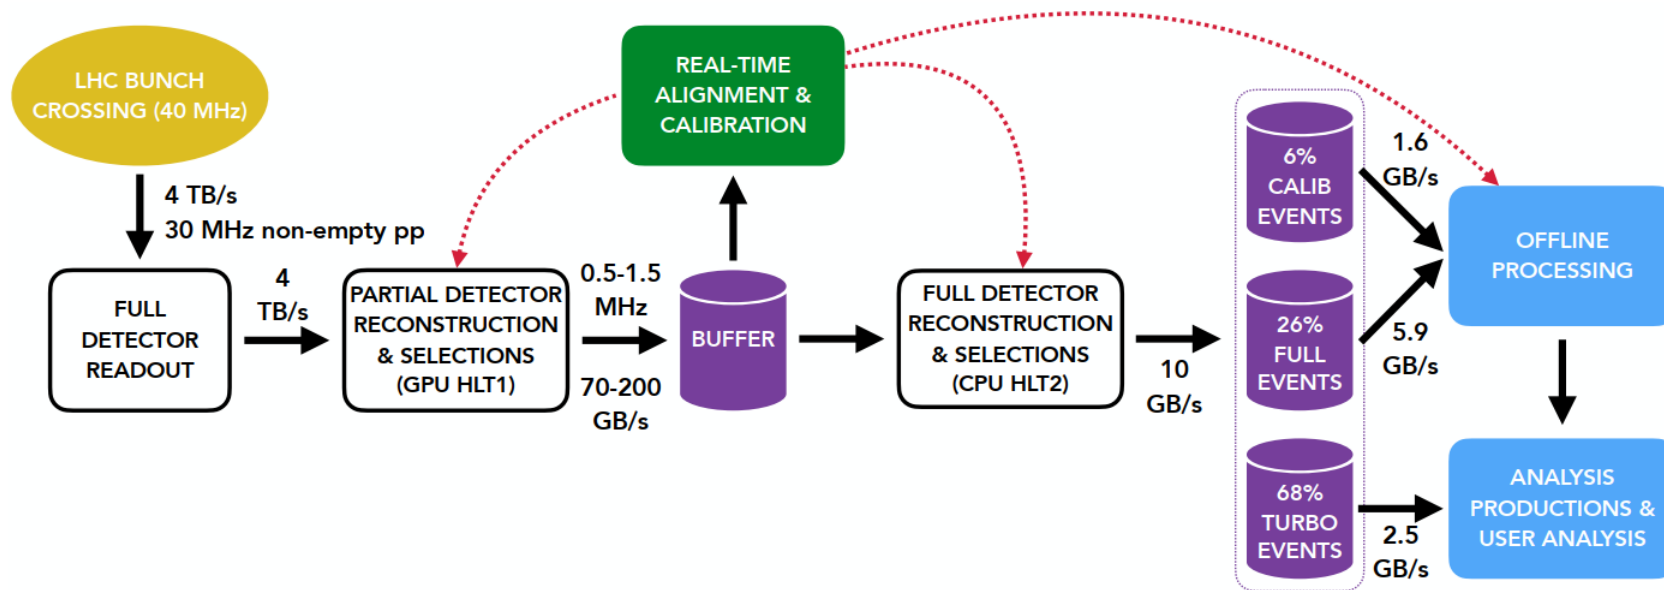 LHC BUNCH
CROSSING (40 MHz)
4 TB/s
30 MHz non-empty pp
FULL
DETECTOR
READOUT
4
TB/s
PARTIAL DETECTOR
RECONSTRUCTION
& SELECTIONS
(GPU HLT1)
0.5-1.5
MHz
70-200
GB/s
REAL-TIME
ALIGNMENT &
CALIBRATION
BUFFER
FULL DETECTOR
RECONSTRUCTION
& SELECTIONS
(CPU HLT2)
10
GB/s
6%
CALIB
EVENTS
26%
FULL
EVENTS
68%
TURBO
EVENTS
1.6
GB/s
5.9
GB/s
2.5
GB/s
OFFLINE
PROCESSING
ANALYSIS
PRODUCTIONS &
USER ANALYSIS